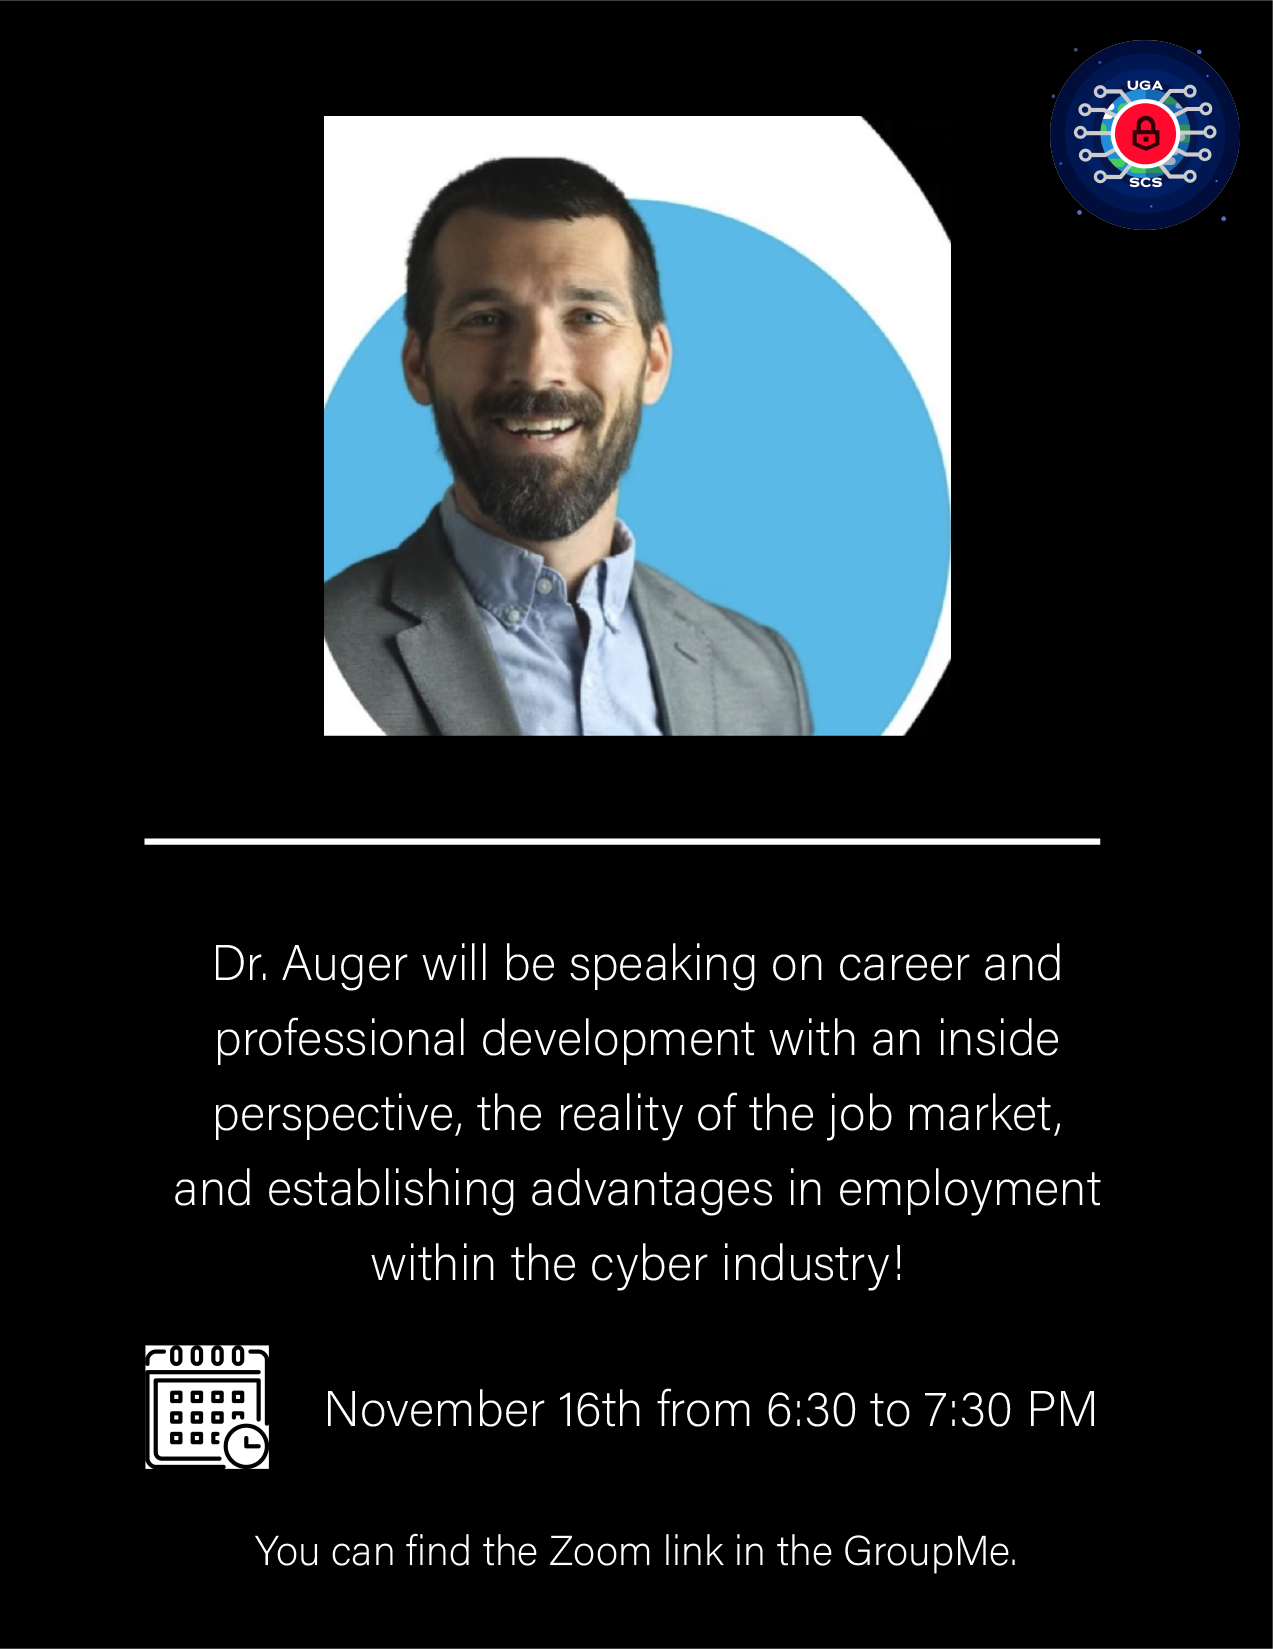 UGA
SCS
Dr. Auger will be speaking on career and
professional development with an inside
perspective, the reality of the job market,
and establishing advantages in employment
within the cyber industry!
November 16th from 6:30 to 7:30 PM
You can find the Zoom link in the GroupMe.